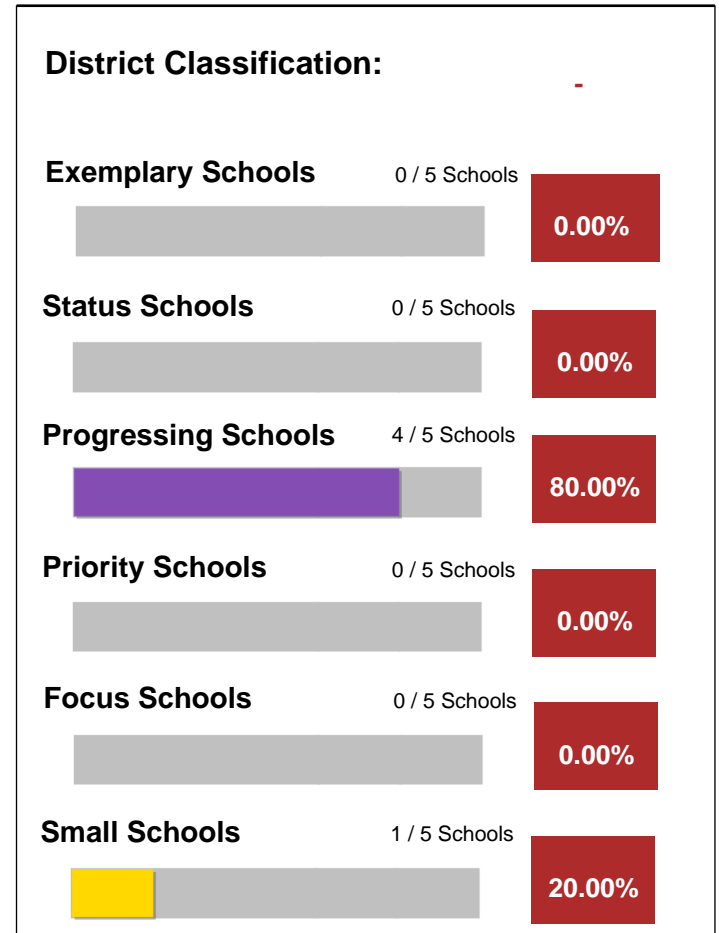 District Classification: -
Exemplary Schools 0 / 5 Schools
0.00%
Status Schools 0 / 5 Schools
0.00%
Progressing Schools 4 / 5 Schools
80.00%
Priority Schools 0 / 5 Schools
0.00%
Focus Schools 0 / 5 Schools
0.00%
Small Schools 1 / 5 Schools
20.00%